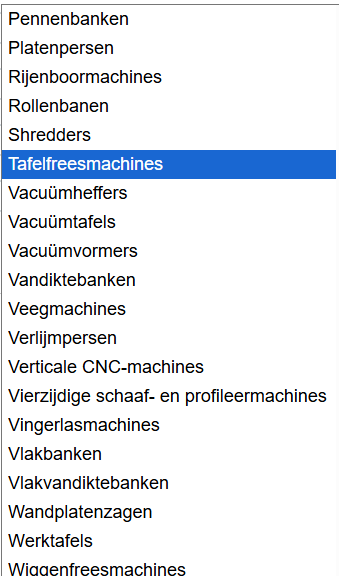 Pennenbanken
Platenpersen
Rijenboormachines
Rollenbanen
Shredders
Tafelfreesmachines
Vacuümheffers
Vacuümtafels
Vacuümvormers
Vandiktebanken
Veegmachines
Verlijmpersen
Verticale CNC-machines
Vierzijdige schaaf- en profileermachines
Vingerlasmachines
Vlakbanken
Vlakvandiktebanken
Wandplatenzagen
Werktafels
Wiggenfreesmachines